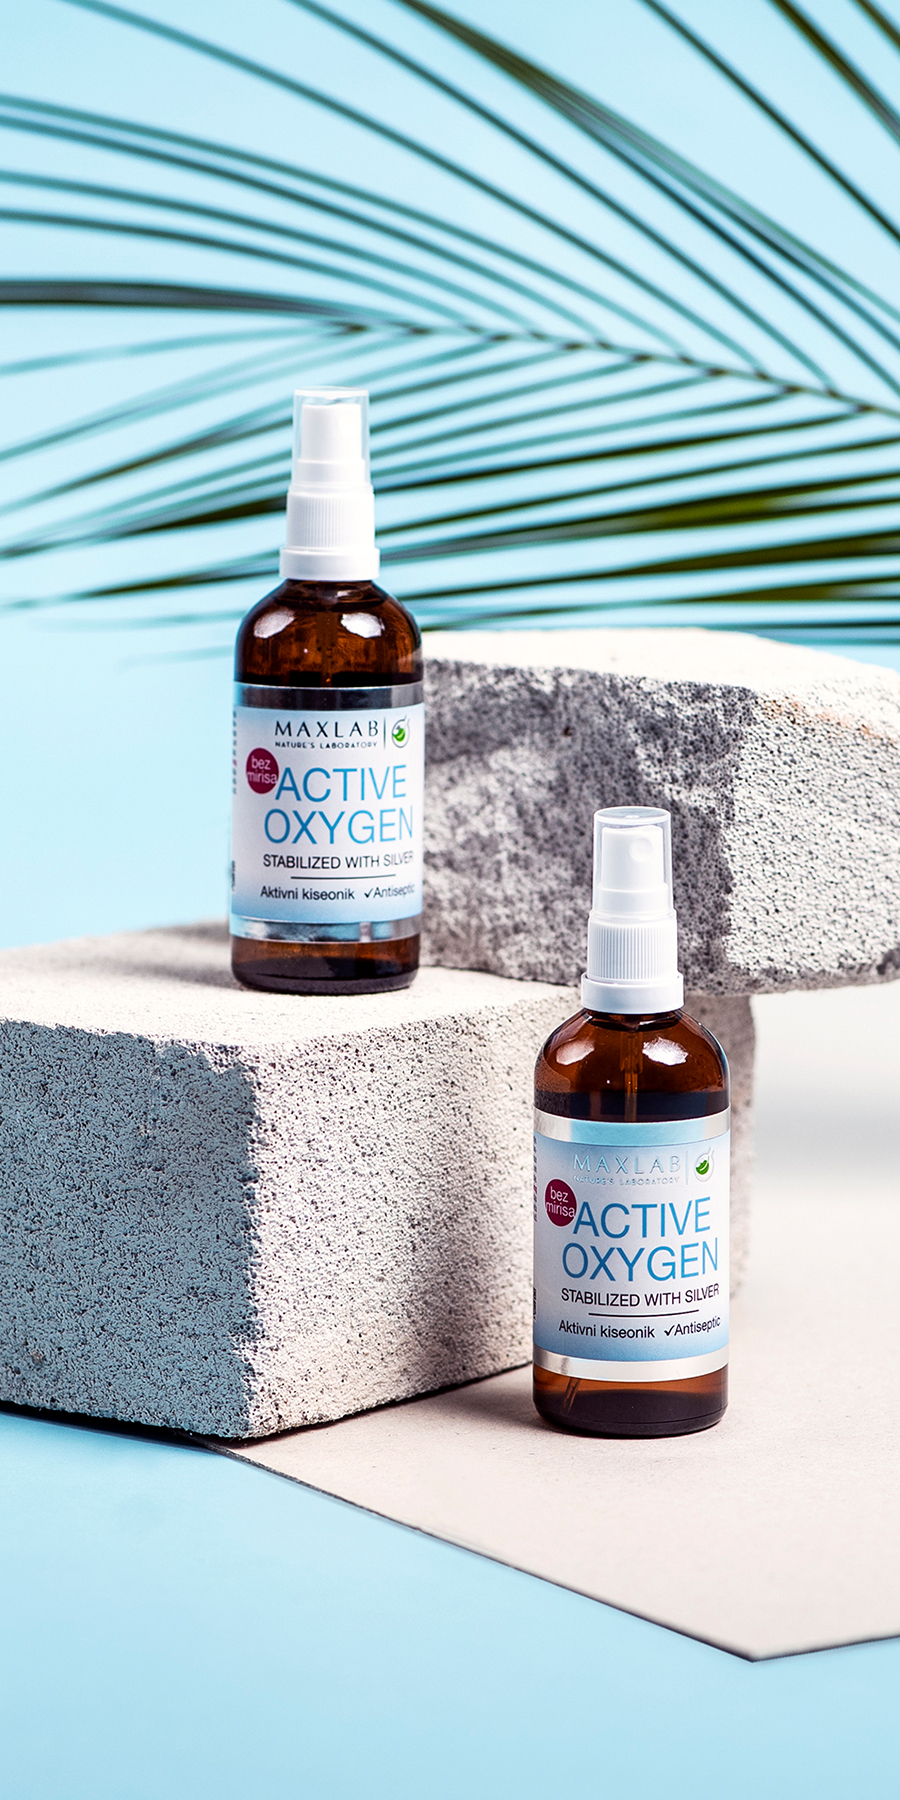 MAXLAB
NATURE'S LABORATORY
bez
mirisa
ACTIVE
OXYGEN
STABILIZED WITH SILVER
Aktivni kiseonik ✓Antiseptic
MAXLAB
NATURE'S LABORATORY
bez
mirisa
ACTIVE
OXYGEN
STABILIZED WITH SILVER
Aktivni kiseonik ✓Antiseptic